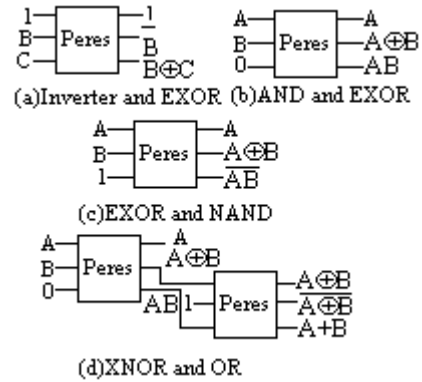 1 Peres 1
B B̅
C B⊕C
(a)Inverter and EXOR
A Peres A
B A⊕B
0 AB
(b)AND and EXOR
A Peres A
B A⊕B
1 A̅B̅
(c)EXOR and NAND
A Peres A
B A⊕B
0 AB
1 Peres A⊕B
A̅⊕̅B̅
A+B
(d)XNOR and OR